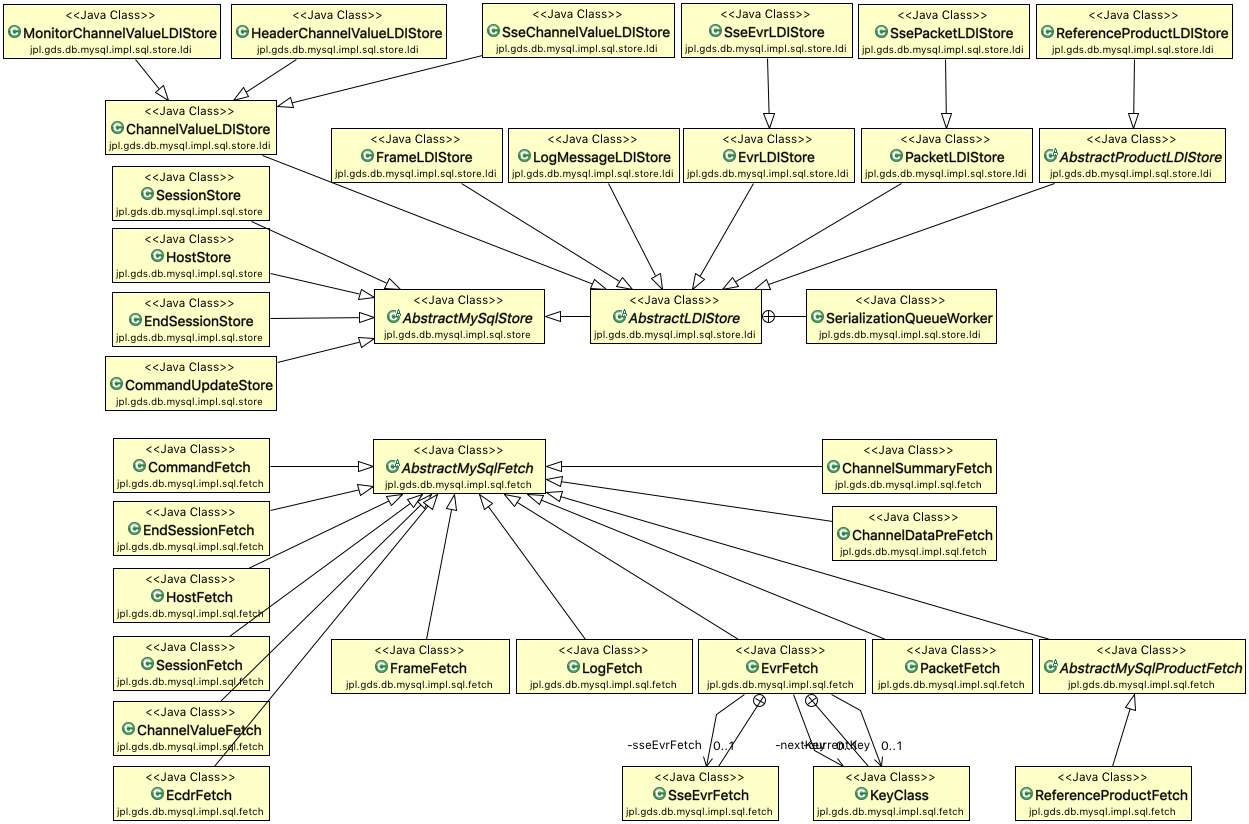 <<Java Class>>
MonitorChannelValueLDIStore
jpl.gds.db.mysql.impl.sql.store.ldi
<<Java Class>>
HeaderChannelValueLDIStore
jpl.gds.db.mysql.impl.sql.store.ldi
<<Java Class>>
SseChannelValueLDIStore
jpl.gds.db.mysql.impl.sql.store.ldi
<<Java Class>>
SseEvrLDIStore
jpl.gds.db.mysql.impl.sql.store.ldi
<<Java Class>>
SsePacketLDIStore
jpl.gds.db.mysql.impl.sql.store.ldi
<<Java Class>>
ReferenceProductLDIStore
jpl.gds.db.mysql.impl.sql.store.ldi
<<Java Class>>
ChannelValueLDIStore
jpl.gds.db.mysql.impl.sql.store.ldi
<<Java Class>>
FrameLDIStore
jpl.gds.db.mysql.impl.sql.store.ldi
<<Java Class>>
LogMessageLDIStore
jpl.gds.db.mysql.impl.sql.store.ldi
<<Java Class>>
EvrLDIStore
jpl.gds.db.mysql.impl.sql.store.ldi
<<Java Class>>
PacketLDIStore
jpl.gds.db.mysql.impl.sql.store.ldi
<<Java Class>>
AbstractProductLDIStore
jpl.gds.db.mysql.impl.sql.store.ldi
<<Java Class>>
SessionStore
jpl.gds.db.mysql.impl.sql.store
<<Java Class>>
HostStore
jpl.gds.db.mysql.impl.sql.store
<<Java Class>>
EndSessionStore
jpl.gds.db.mysql.impl.sql.store
<<Java Class>>
AbstractMySqlStore
jpl.gds.db.mysql.impl.sql.store
<<Java Class>>
AbstractLDIStore
jpl.gds.db.mysql.impl.sql.store.ldi
<<Java Class>>
SerializationQueueWorker
jpl.gds.db.mysql.impl.sql.store.ldi
<<Java Class>>
CommandUpdateStore
jpl.gds.db.mysql.impl.sql.store
<<Java Class>>
CommandFetch
jpl.gds.db.mysql.impl.sql.fetch
<<Java Class>>
AbstractMySqlFetch
jpl.gds.db.mysql.impl.sql.fetch
<<Java Class>>
ChannelSummaryFetch
jpl.gds.db.mysql.impl.sql.fetch
<<Java Class>>
EndSessionFetch
jpl.gds.db.mysql.impl.sql.fetch
<<Java Class>>
ChannelDataPreFetch
jpl.gds.db.mysql.impl.sql.fetch
<<Java Class>>
HostFetch
jpl.gds.db.mysql.impl.sql.fetch
<<Java Class>>
SessionFetch
jpl.gds.db.mysql.impl.sql.fetch
<<Java Class>>
FrameFetch
jpl.gds.db.mysql.impl.sql.fetch
<<Java Class>>
LogFetch
jpl.gds.db.mysql.impl.sql.fetch
<<Java Class>>
EvrFetch
jpl.gds.db.mysql.impl.sql.fetch
<<Java Class>>
PacketFetch
jpl.gds.db.mysql.impl.sql.fetch
<<Java Class>>
AbstractMySqlProductFetch
jpl.gds.db.mysql.impl.sql.fetch
<<Java Class>>
ChannelValueFetch
jpl.gds.db.mysql.impl.sql.fetch
-sseEvrFetch 0..1
0..1
<<Java Class>>
EcdrFetch
jpl.gds.db.mysql.impl.sql.fetch
<<Java Class>>
SseEvrFetch
jpl.gds.db.mysql.impl.sql.fetch
<<Java Class>>
KeyClass
jpl.gds.db.mysql.impl.sql.fetch
<<Java Class>>
ReferenceProductFetch
jpl.gds.db.mysql.impl.sql.fetch